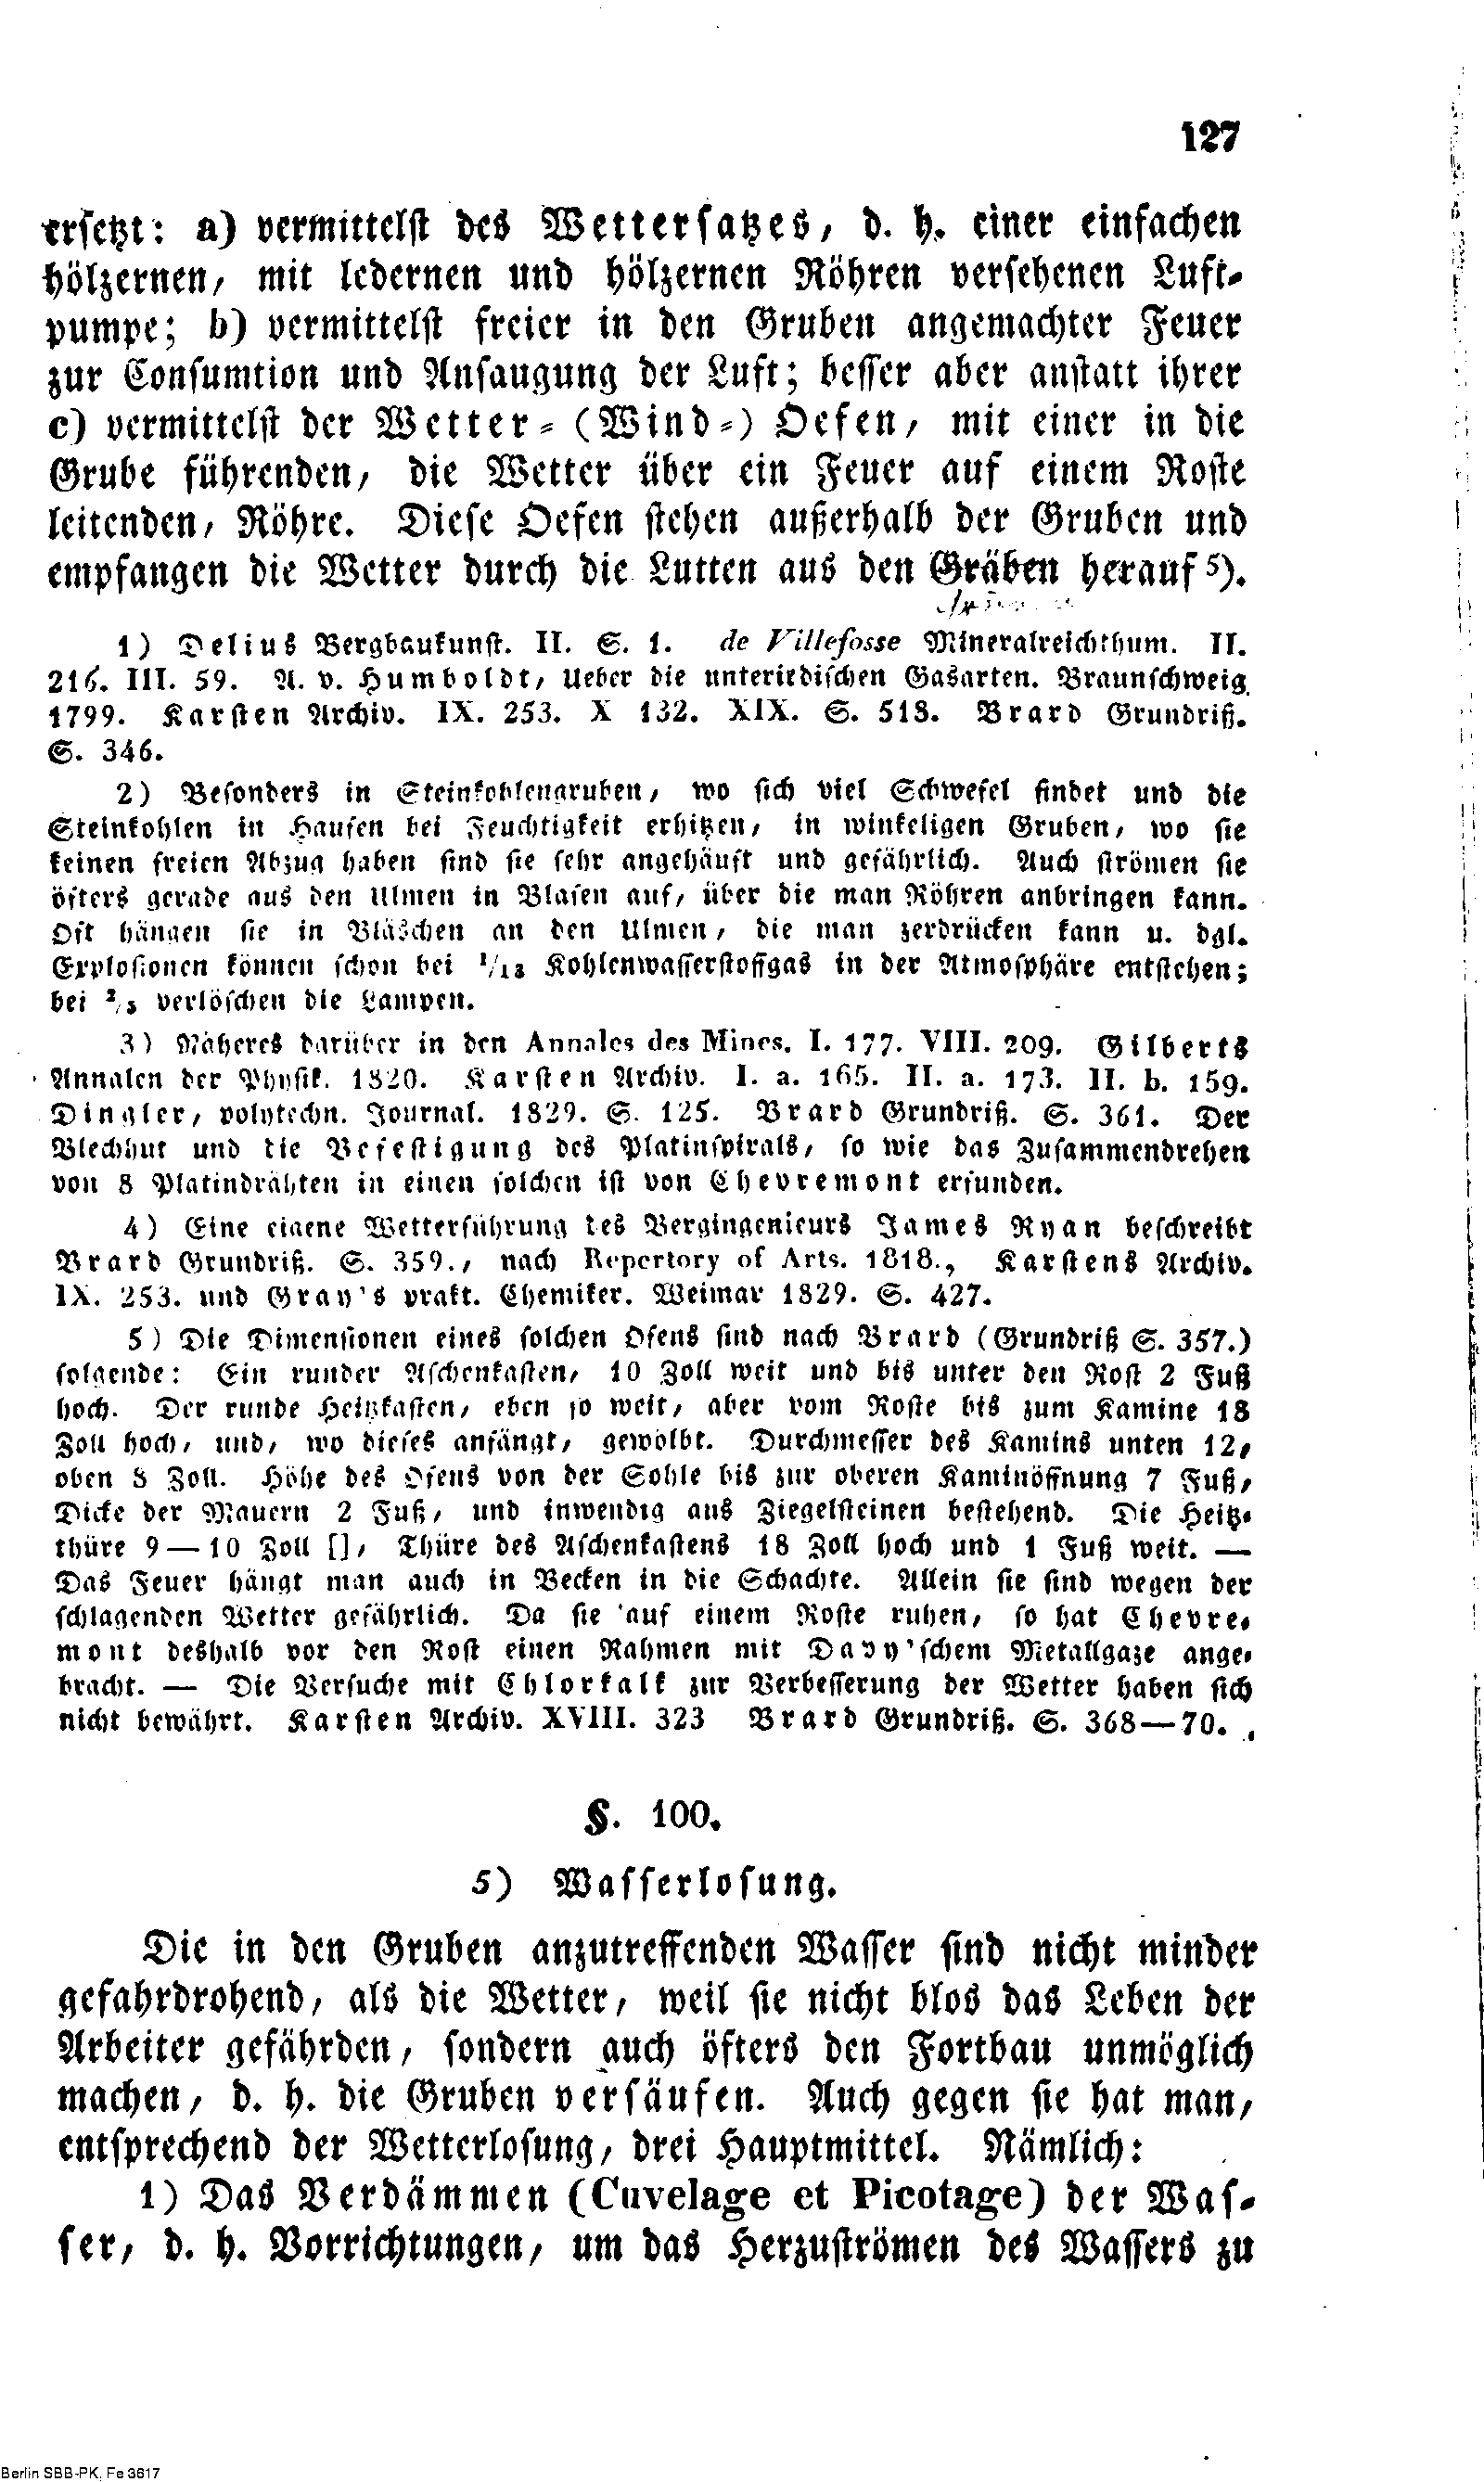 127
ersetzt: a) vermittelst des Wettersatzes, d. h. einer einfachen
hölzernen, mit ledernen und hölzernen Röhren versehenen Luft-
pumpe; b) vermittelst freier in den Gruben angemachter Feuer
zur Consumtion und Ansaugung der Luft; besser aber anstatt ihrer
c) vermittelst der Wetter- (Wind-) Oefen, mit einer in die
Grube führenden, die Wetter über ein Feuer auf einem Roste
leitenden, Röhre. Diese Oefen stehen außerhalb der Gruben und
empfangen die Wetter durch die Lutten aus den Gräben herauf 5).
1) Delius Bergbaukunst. II. S. 1. de Villefosse Mineralreichthum. II.
216. III. 59. A. v. Humboldt, Ueber die unteriedischen Gasarten. Braunschweig
1799. Karsten Archiv. IX. 253. X 132. XIX. S. 518. Brard Grundriß.
S. 346.
2) Besonders in Steinkohlengruben, wo sich viel Schwefel findet und die
Steinkohlen in Haufen bei Feuchtigkeit erhitzen, in winkeligen Gruben, wo sie
keinen freien Abzug haben sind sie sehr angehäuft und gefährlich. Auch strömen sie
öfters gerade aus den Ulmen in Blasen auf, über die man Röhren anbringen kann.
Oft hängen sie in Bläschen an den Ulmen, die man zerdrücken kann u. dgl.
Explosionen können schon bei 1/13 Kohlenwasserstoffgas in der Atmosphäre entstehen;
bei 2/3 verlöschen die Lampen.
3) Näheres darüber in den Annales des Mines. I. 177. VIII. 209. Gilberts
Annalen der Physik. 1820. Karsten Archiv. I. a. 165. II. a. 173. II. b. 159.
Dingler, polytechn. Journal. 1829. S. 125. Brard Grundriß. S. 361. Der
Blechhut und die Befestigung des Platinspirals, so wie das Zusammendrehen
von 8 Platindrähten in einen solchen ist von Chevremont erfunden.
4) Eine eigene Wetterführung des Bergingenieurs James Ryan beschreibt
Brard Grundriß. S. 359., nach Repertory of Arts. 1818., Karstens Archiv.
IX. 253. und Gray's prakt. Chemiker. Weimar 1829. S. 427.
5) Die Dimensionen eines solchen Ofens sind nach Brard (Grundriß S. 357.)
folgende: Ein runder Aschenkasten, 10 Zoll weit und bis unter den Rost 2 Fuß
hoch. Der runde Heitzkasten, eben so weit, aber vom Roste bis zum Kamine 18
Zoll hoch, und, wo dieses anfängt, gewölbt. Durchmesser des Kamins unten 12,
oben 8 Zoll. Höhe des Ofens von der Sohle bis zur oberen Kaminöffnung 7 Fuß,
Dicke der Mauern 2 Fuß, und inwendig aus Ziegelsteinen bestehend. Die Heitz-
thüre 9—10 Zoll [], Thüre des Aschenkastens 18 Zoll hoch und 1 Fuß weit. —
Das Feuer hängt man auch in Becken in die Schachte. Allein sie sind wegen der
schlagenden Wetter gefährlich. Da sie auf einem Roste ruhen, so hat Chevre-
mont deshalb vor den Rost einen Rahmen mit Davy'schem Metallgaze ange-
bracht. — Die Versuche mit Chlorkalk zur Verbesserung der Wetter haben sich
nicht bewährt. Karsten Archiv. XVIII. 323 Brard Grundriß. S. 368—70.
§. 100.
5) Wasserlosung.
Die in den Gruben anzutreffenden Wasser sind nicht minder
gefahrdrohend, als die Wetter, weil sie nicht blos das Leben der
Arbeiter gefährden, sondern auch öfters den Fortbau unmöglich
machen, d. h. die Gruben versäufen. Auch gegen sie hat man,
entsprechend der Wetterlosung, drei Hauptmittel. Nämlich:
1) Das Verdämmen (Cuvelage et Picotage) der Was-
ser, d. h. Vorrichtungen, um das Herzuströmen des Wassers zu
Berlin SBB-PK, Fe 3617